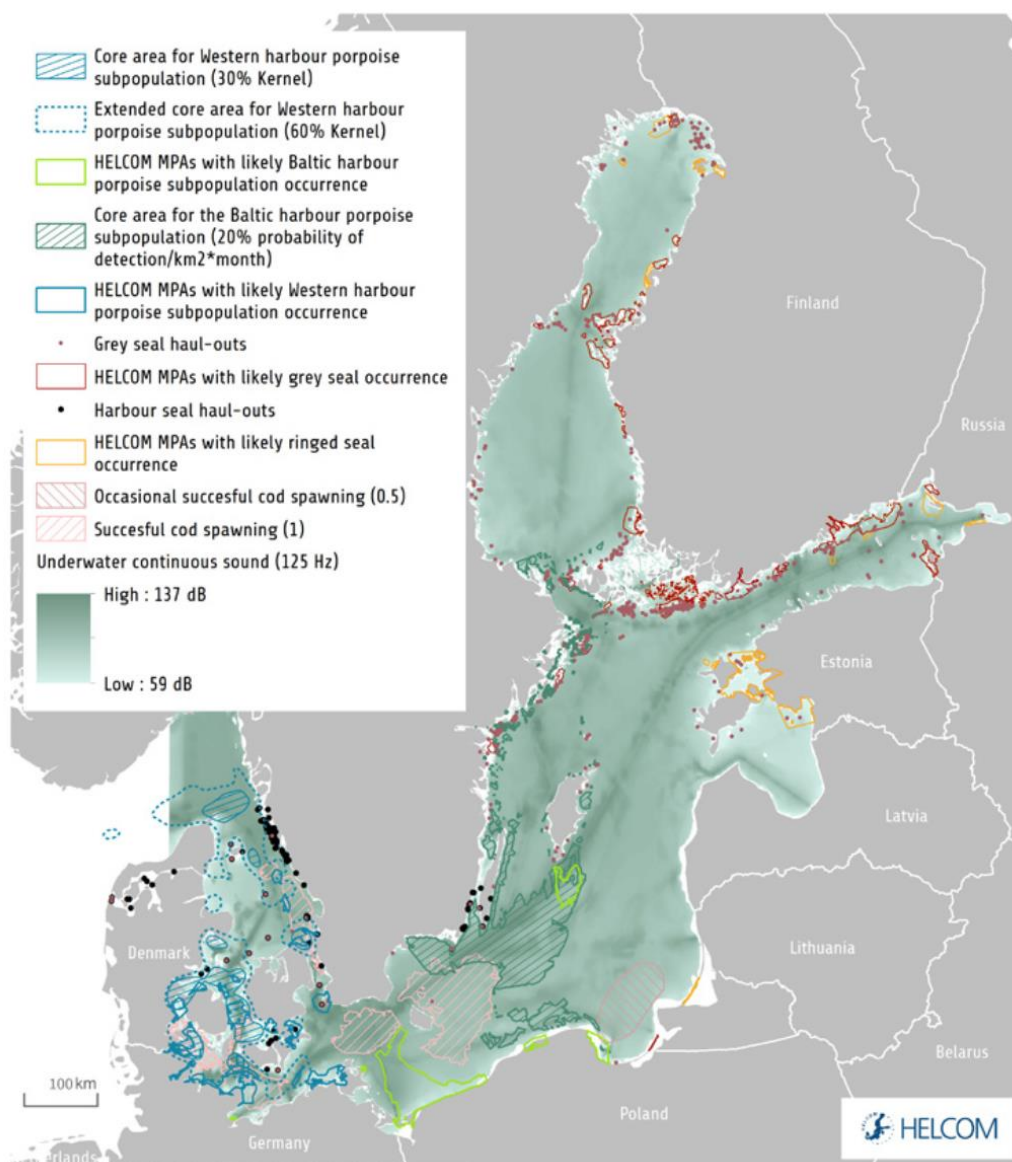 Core area for Western harbour porpoise
subpopulation (30% Kernel)
Extended core area for Western harbour
porpoise subpopulation (60% Kernel)
HELCOM MPAs with likely Baltic harbour
porpoise subpopulation occurrence
Core area for the Baltic harbour porpoise
subpopulation (20% probability of
detection/km2*month)
HELCOM MPAs with likely Western harbour
porpoise subpopulation occurrence
Grey seal haul-outs
HELCOM MPAs with likely grey seal occurrence
Harbour seal haul-outs
HELCOM MPAs with likely ringed seal
occurrence
Occasional succesful cod spawning (0.5)
Succesful cod spawning (1)
Underwater continuous sound (125 Hz)
High : 137 dB
Low : 59 dB
Finland
Russia
Estonia
Latvia
Lithuania
Denmark
Belarus
100 km
Poland
Germany
HELCOM